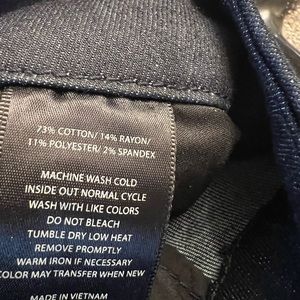 73% COTTON/ 14% RAYON/
11% POLYESTER/ 2% SPANDEX
MACHINE WASH COLD
INSIDE OUT NORMAL CYCLE
WASH WITH LIKE COLORS
DO NOT BLEACH
TUMBLE DRY LOW HEAT
REMOVE PROMPTLY
WARM IRON IF NECESSARY
COLOR MAY TRANSFER WHEN NEW
MADE IN VIETNAM